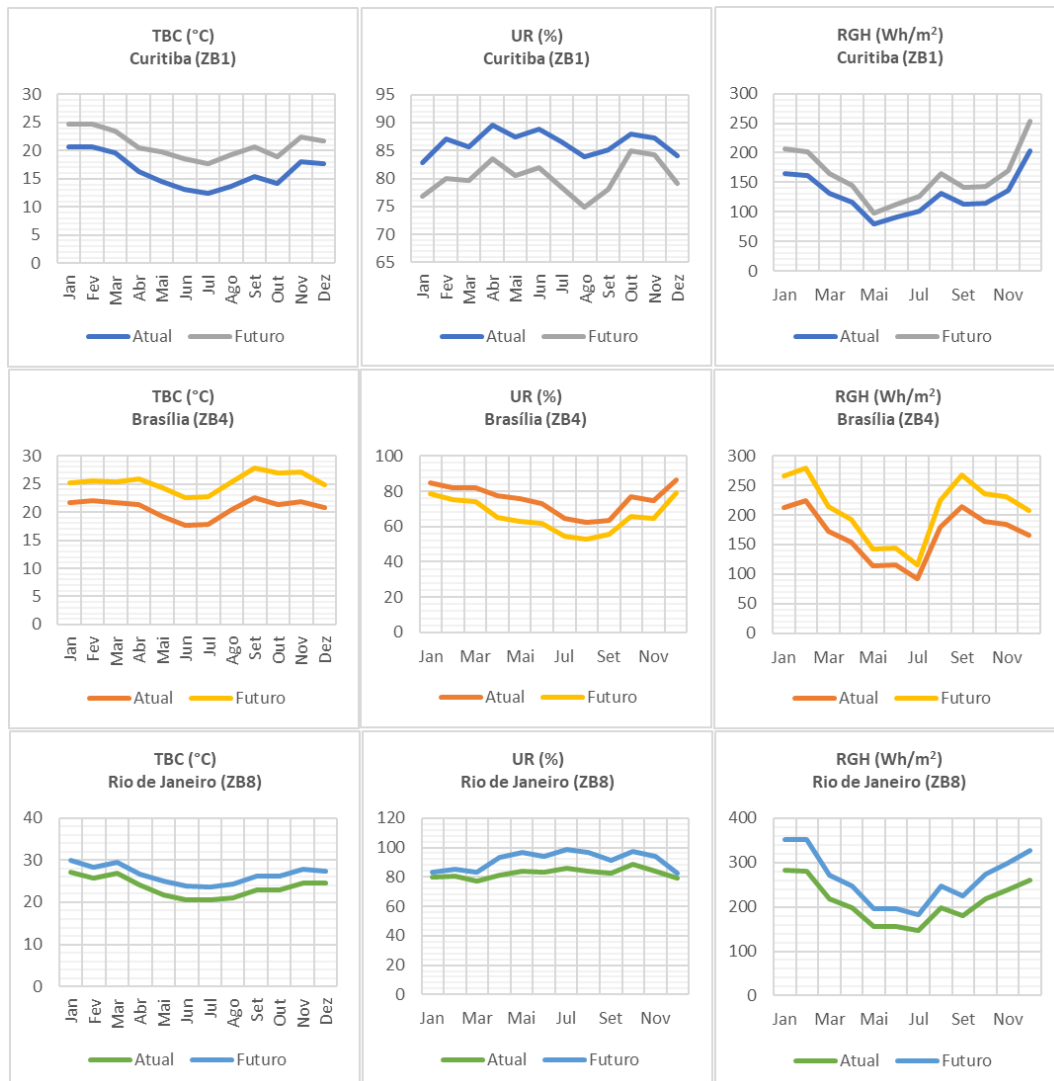 TBC (°C)
Curitiba (ZB1)
30
25
20
15
10
5
0
Jan
Fev
Mar
Abr
Mai
Jun
Jul
Ago
Set
Out
Nov
Dez
Atual
Futuro
UR (%)
Curitiba (ZB1)
95
90
85
80
75
70
65
Jan
Fev
Mar
Abr
Mai
Jun
Jul
Ago
Set
Out
Nov
Dez
Atual
Futuro
RGH (Wh/m²)
Curitiba (ZB1)
300
250
200
150
100
50
0
Jan
Mar
Mai
Jul
Set
Nov
Atual
Futuro
TBC (°C)
Brasília (ZB4)
30
25
20
15
10
5
0
Jan
Fev
Mar
Abr
Mai
Jun
Jul
Ago
Set
Out
Nov
Dez
Atual
Futuro
UR (%)
Brasília (ZB4)
100
80
60
40
20
0
Jan
Mar
Mai
Jul
Set
Nov
Atual
Futuro
RGH (Wh/m²)
Brasília (ZB4)
300
250
200
150
100
50
0
Jan
Mar
Mai
Jul
Set
Nov
Atual
Futuro
TBC (°C)
Rio de Janeiro (ZB8)
40
30
20
10
0
Jan
Fev
Mar
Abr
Mai
Jun
Jul
Ago
Set
Out
Nov
Dez
Atual
Futuro
UR (%)
Rio de Janeiro (ZB8)
120
100
80
60
40
20
0
Jan
Mar
Mai
Jul
Set
Nov
Atual
Futuro
RGH (Wh/m²)
Rio de Janeiro (ZB8)
400
300
200
100
0
Jan
Mar
Mai
Jul
Set
Nov
Atual
Futuro